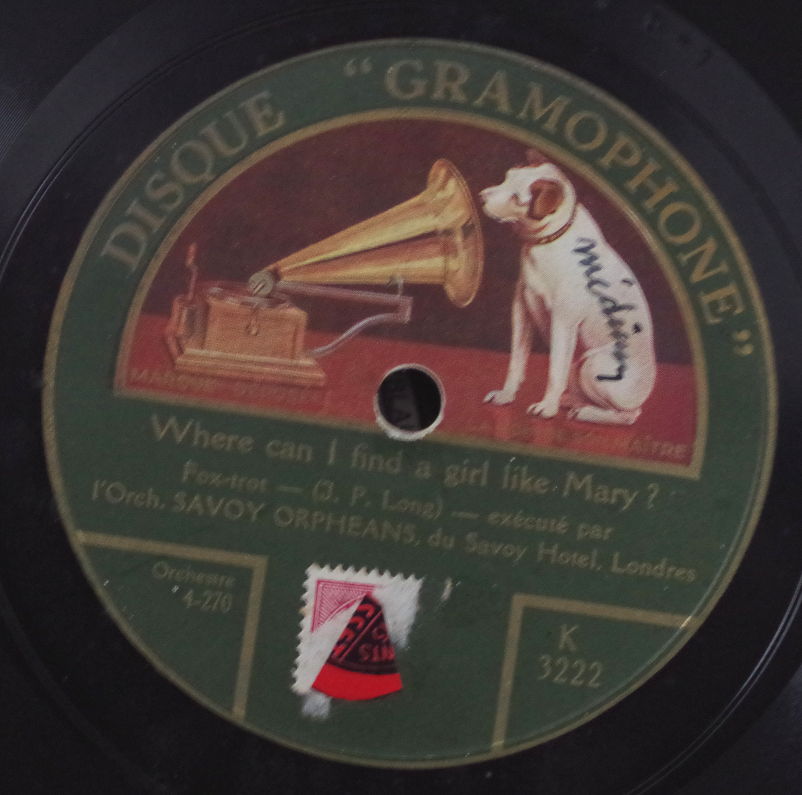 DISQUE "GRAMOPHONE"
médium
Where can I find a girl like Mary?
Fox-trot — (J. P. Long) — exécuté par
l'Orch. SAVOY ORPHEANS, du Savoy Hotel, Londres
Orchestre
4-270
K
3222